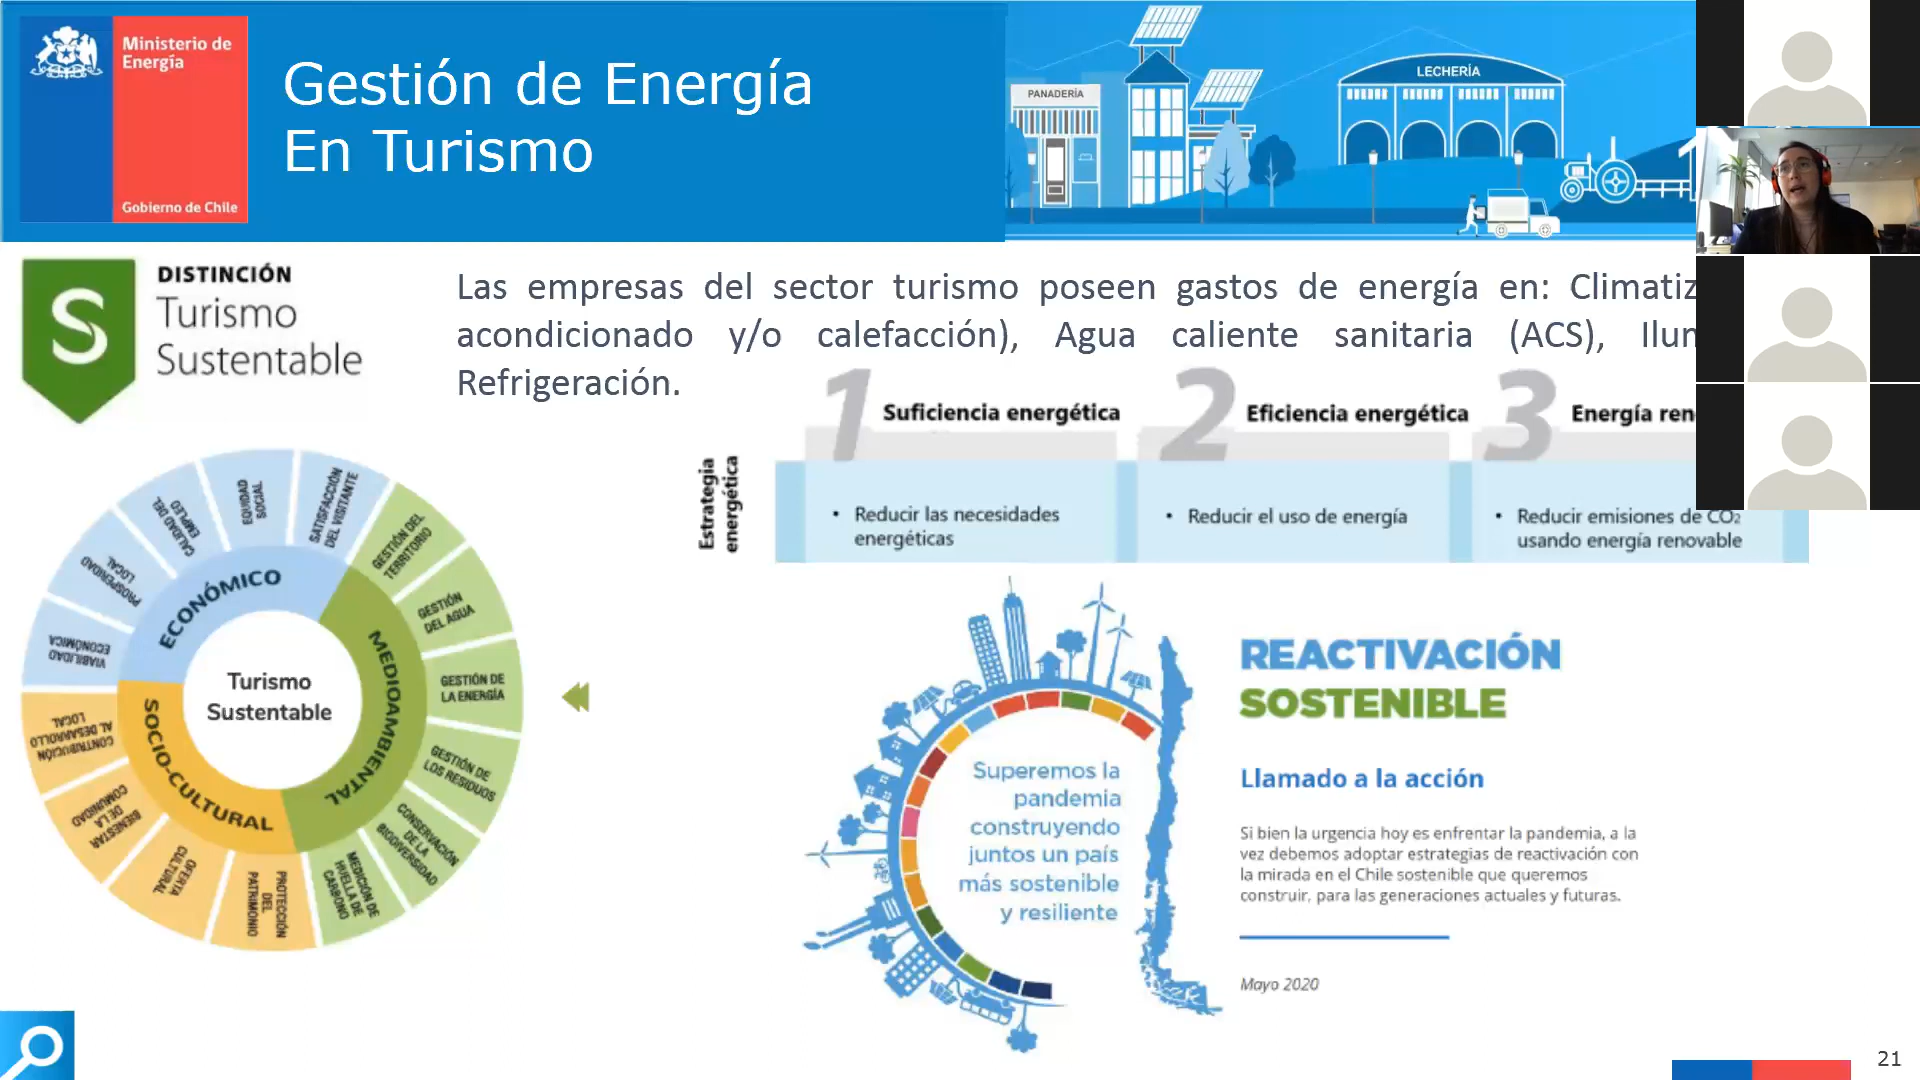 Ministerio de
Energía
Gobierno de Chile
Gestión de Energía
En Turismo
PANADERÍA
LECHERÍA
DISTINCIÓN
Turismo
Sustentable
Las empresas del sector turismo poseen gastos de energía en:
acondicionado y/o calefacción), Agua caliente sanitaria (ACS),
Refrigeración.
1 Suficiencia energética
2 Eficiencia energética
3 Energía
Estrategia
energética
• Reducir las necesidades
energéticas
• Reducir el uso de energía
• Reducir emisiones de CO₂
usando energía renovable
ECONÓMICO
VIABILIDAD
ECONÓMICA
PROSPERIDAD
LOCAL
CALIDAD DEL
EMPLEO
EQUIDAD
SOCIAL
SATISFACCIÓN
DEL VISITANTE
MEDIOAMBIENTAL
GESTIÓN DEL
TERRITORIO
GESTIÓN
DEL AGUA
GESTIÓN DE
LA ENERGÍA
GESTIÓN DE
LOS RESIDUOS
CONSERVACIÓN
DE LA
BIODIVERSIDAD
MEDICIÓN DE
HUELLA DE
CARBONO
SOCIO-CULTURAL
PROTECCIÓN
DEL
PATRIMONIO
OFERTA
CULTURAL
BIENESTAR
DE LA
COMUNIDAD
CONTRIBUCIÓN
AL DESARROLLO
LOCAL
Turismo
Sustentable
Superemos la
pandemia
construyendo
juntos un país
más sostenible
y resiliente
REACTIVACIÓN
SOSTENIBLE
Llamado a la acción
Si bien la urgencia hoy es enfrentar la pandemia, a la
vez debemos adoptar estrategias de reactivación con
la mirada en el Chile sostenible que queremos
construir, para las generaciones actuales y futuras.
Mayo 2020
21